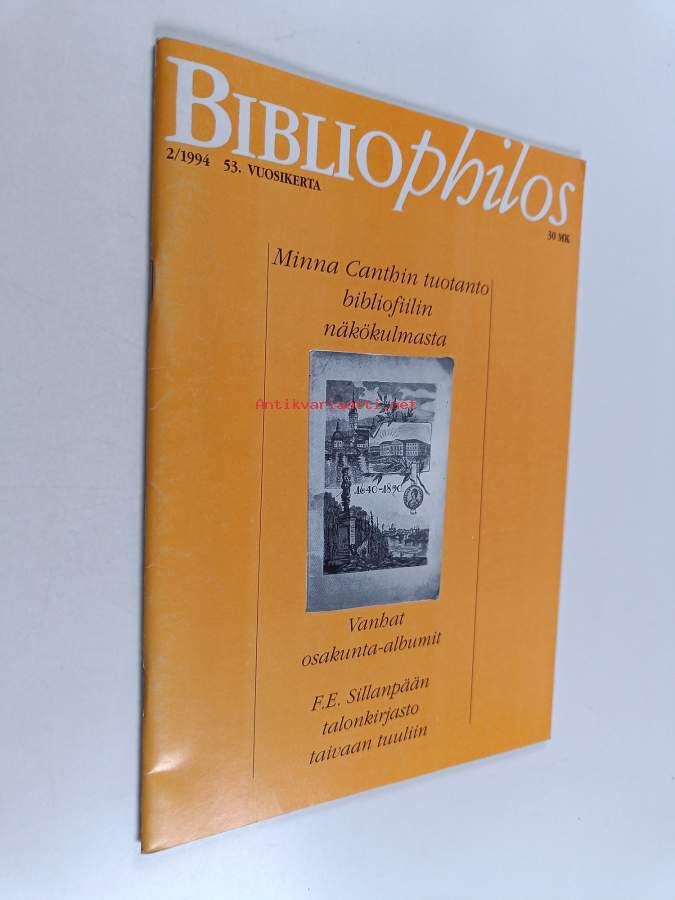 BIBLIOphilos
2/1994 53. VUOSIKERTA
30 MK
Minna Canthin tuotanto
bibliofiilin
näkökulmasta
Antikvariaatti.net
1640-1890
Vanhat
osakunta-albumit
F.E. Sillanpään
talonkirjasto
taivaan tuuliin